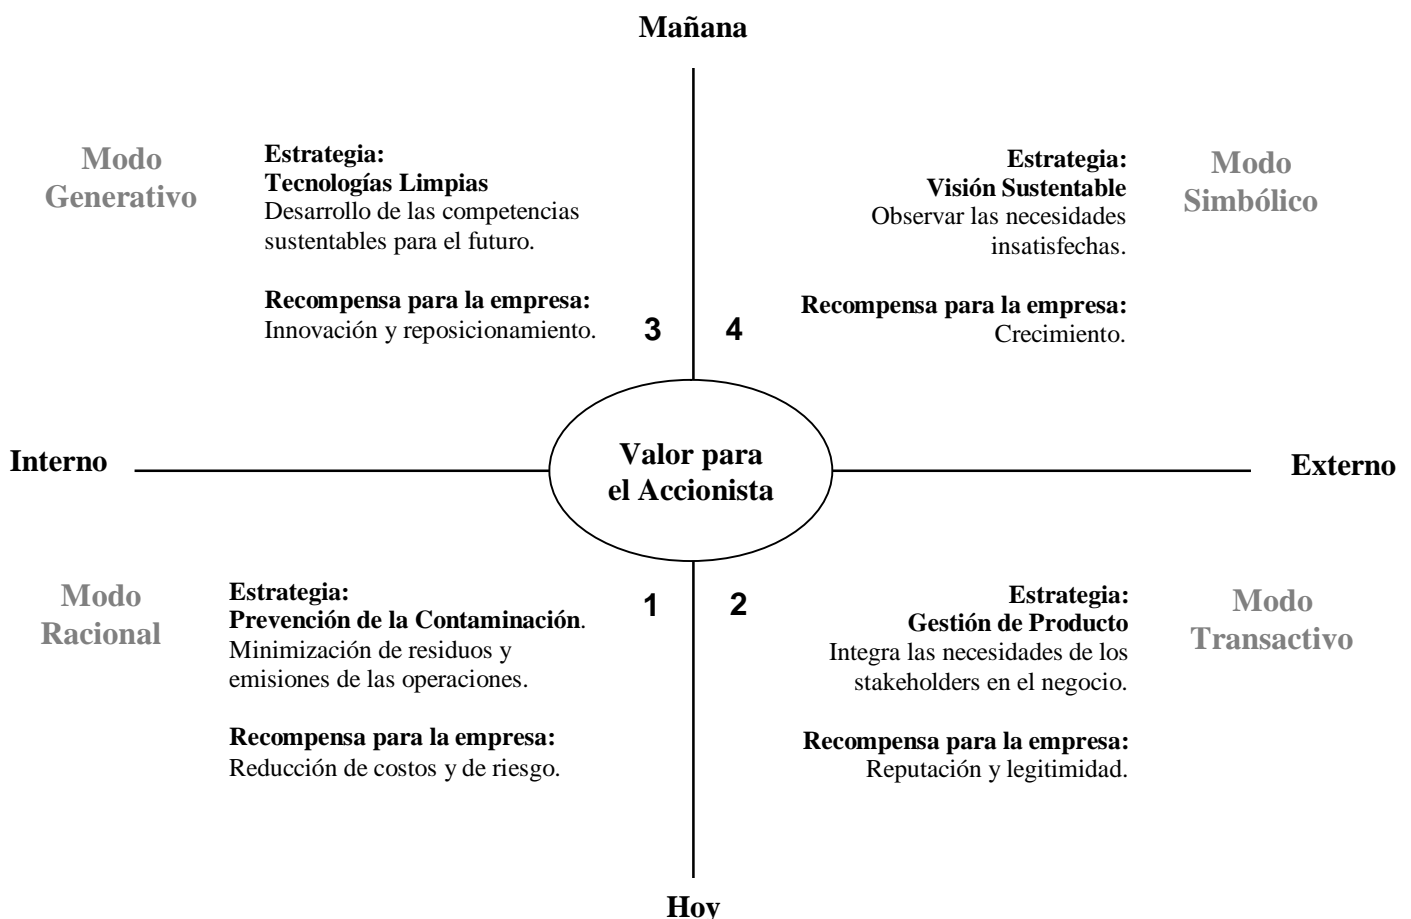 Mañana
Modo
Generativo
Estrategia:
Tecnologías Limpias
Desarrollo de las competencias
sustentables para el futuro.
Recompensa para la empresa:
Innovación y reposicionamiento.
3
4
Estrategia:
Visión Sustentable
Observar las necesidades
insatisfechas.
Recompensa para la empresa:
Crecimiento.
Modo
Simbólico
Interno
Valor para
el Accionista
Externo
Modo
Racional
Estrategia:
Prevención de la Contaminación.
Minimización de residuos y
emisiones de las operaciones.
Recompensa para la empresa:
Reducción de costos y de riesgo.
1
2
Estrategia:
Gestión de Producto
Integra las necesidades de los
stakeholders en el negocio.
Recompensa para la empresa:
Reputación y legitimidad.
Modo
Transactivo
Hoy